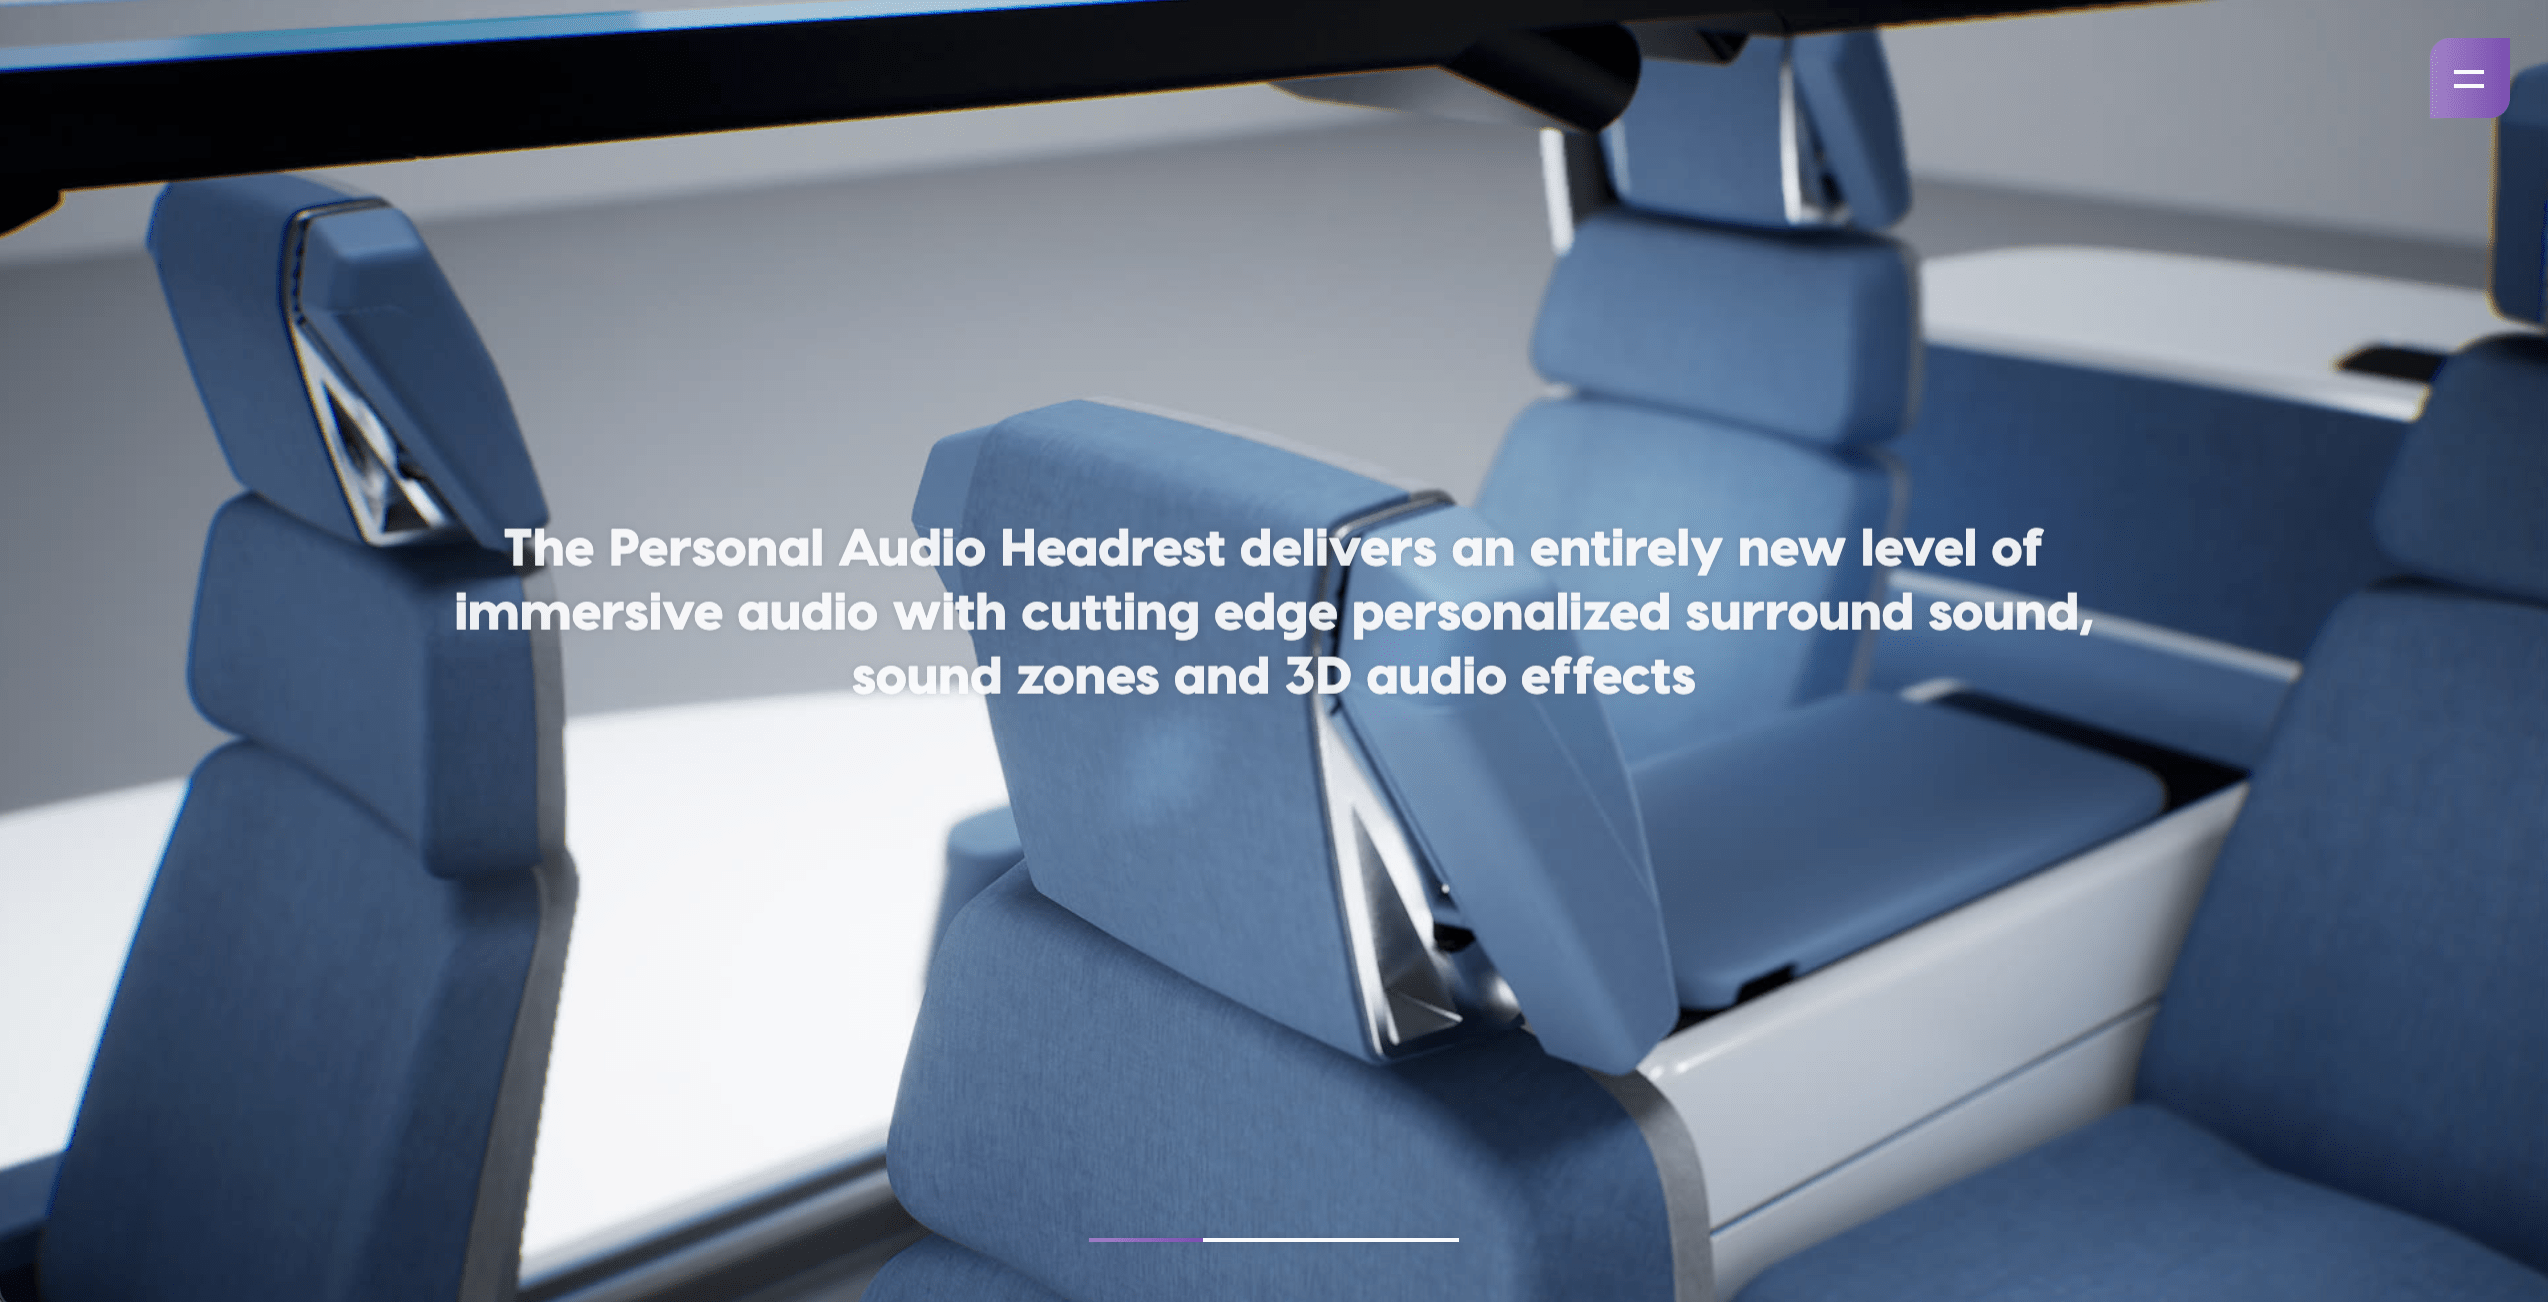 The Personal Audio Headrest delivers an entirely new level of
immersive audio with cutting edge personalized surround sound,
sound zones and 3D audio effects